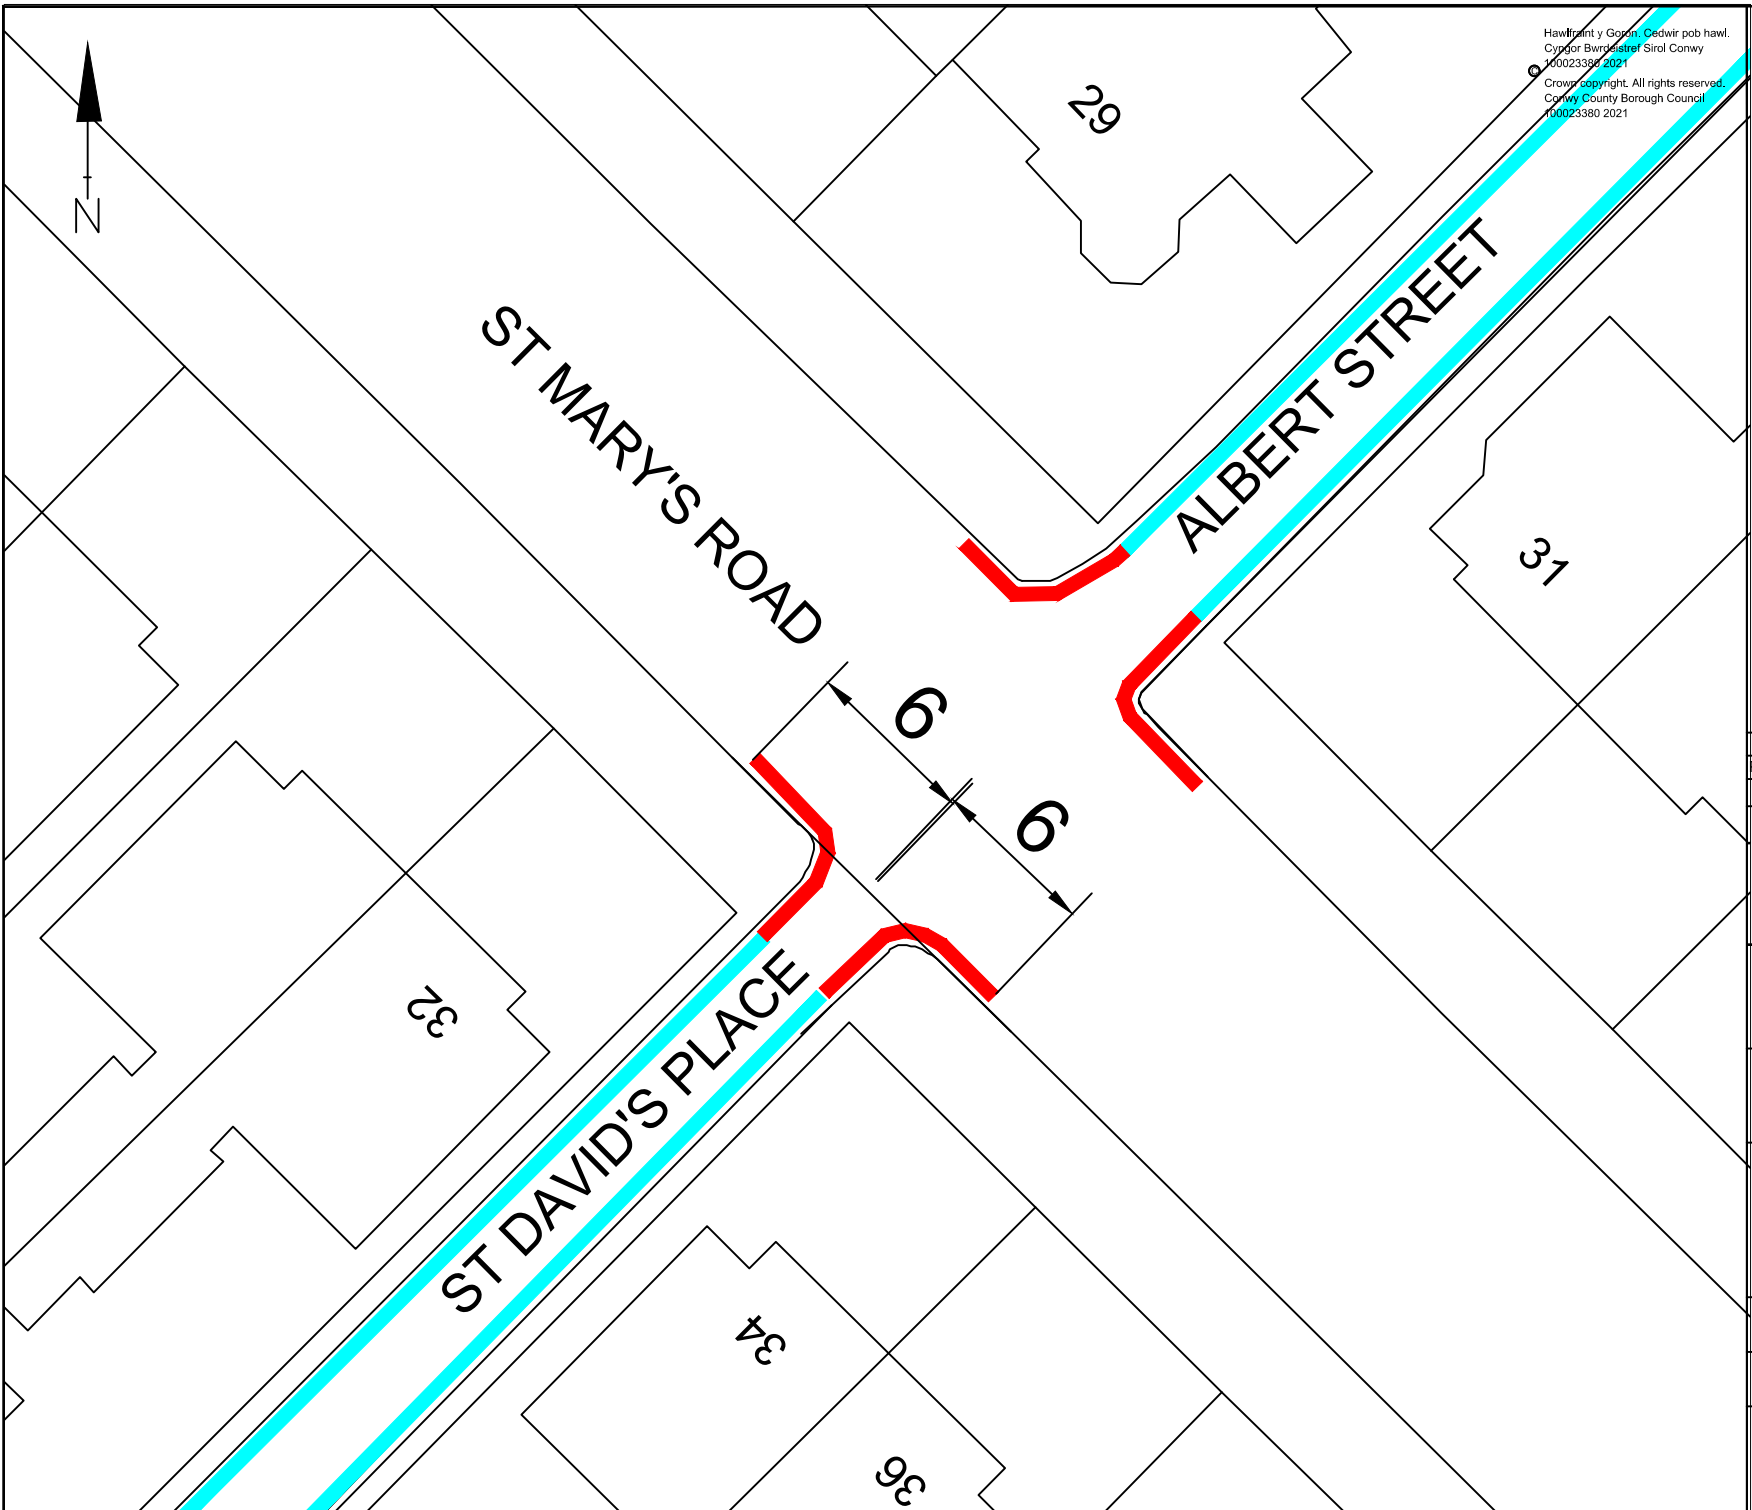 Hawlfraint y Goron. Cedwir pob hawl.
Cyngor Bwrdeistref Sirol Conwy
100023380 2021
©
Crown copyright. All rights reserved.
Conwy County Borough Council
100023380 2021
N
29
ST MARY'S ROAD
ALBERT STREET
31
6
6
32
ST DAVID'S PLACE
34
36